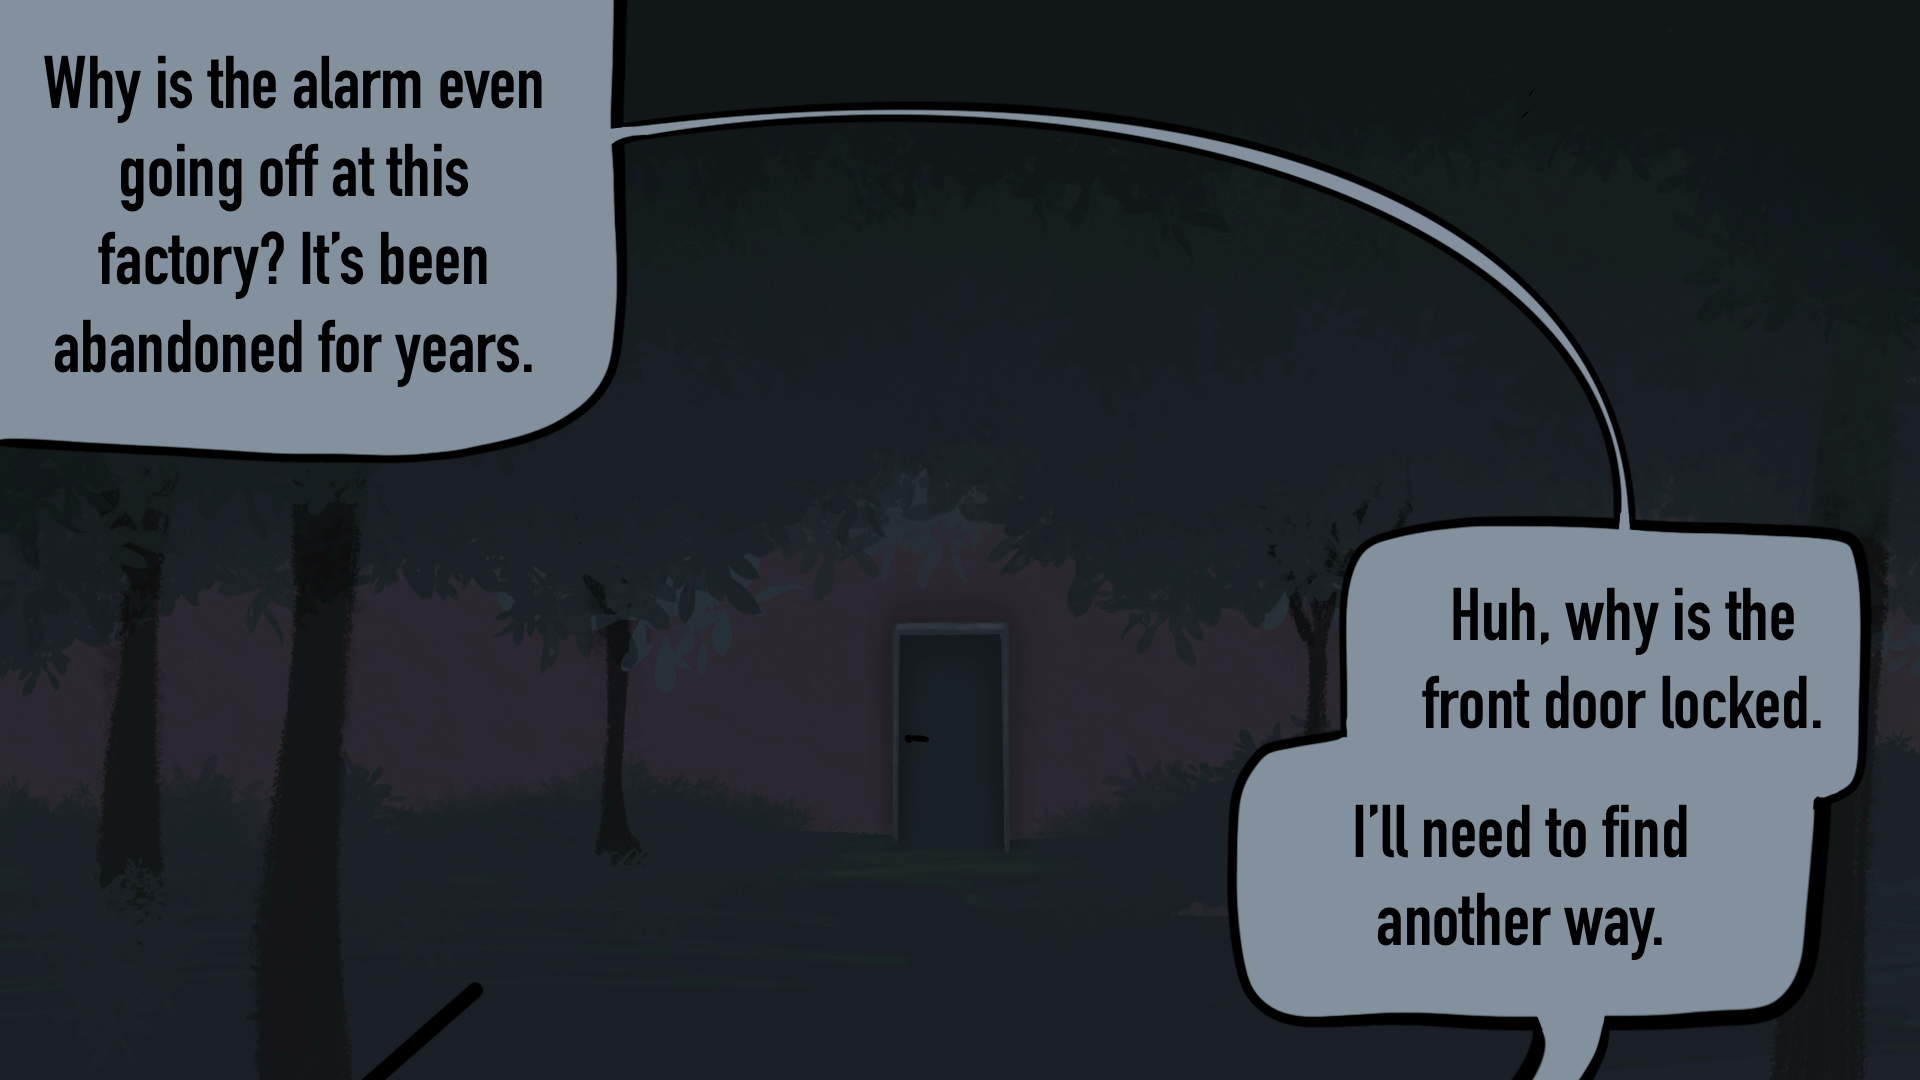 Why is the alarm even
going off at this
factory? It’s been
abandoned for years.
Huh, why is the
front door locked.
I’ll need to find
another way.